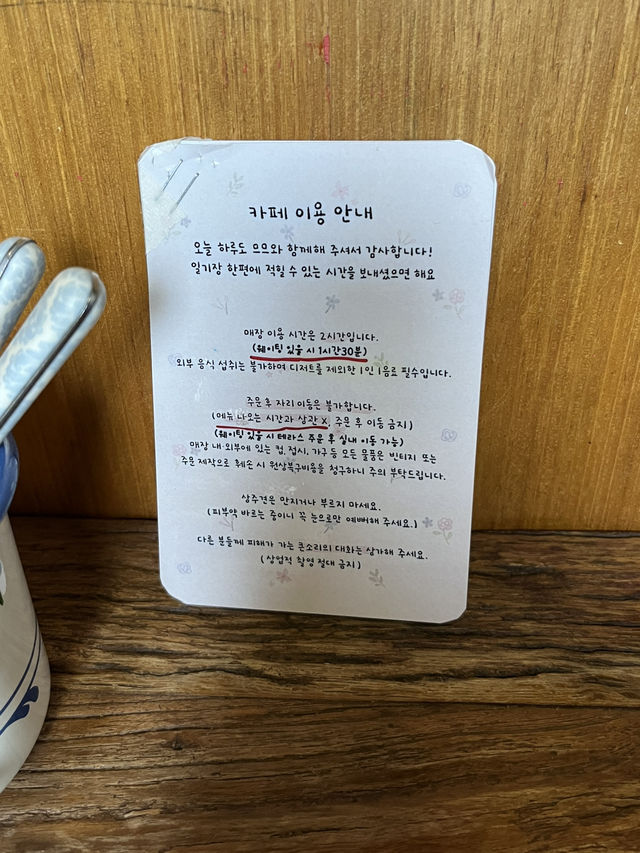 카페 이용 안내
오늘 하루도 므므와 함께해 주셔서 감사합니다!
일기장 한편에 적힐 수 있는 시간을 보내셨으면 해요
매장 이용 시간은 2시간입니다.
(웨이팅 있을 시 1시간30분)
외부 음식 섭취는 불가하며 디저트를 제외한 1인 1음료 필수입니다.
주문 후 자리 이동은 불가합니다.
(메뉴 나오는 시간과 상관 X, 주문 후 이동 금지)
(웨이팅 있을 시 테라스 주문 후 실내 이동 가능)
매장 내·외부에 있는 컵, 접시, 가구 등 모든 물품은 빈티지 또는
주문 제작으로 훼손 시 원상복구비용을 청구하니 주의 부탁드립니다.
상주견은 만지거나 부르지 마세요.
(피부약 바르는 중이니 꼭 눈으로만 예뻐해 주세요.)
다른 분들께 피해가 가는 큰소리의 대화는 삼가해 주세요.
(상업적 촬영 절대 금지)